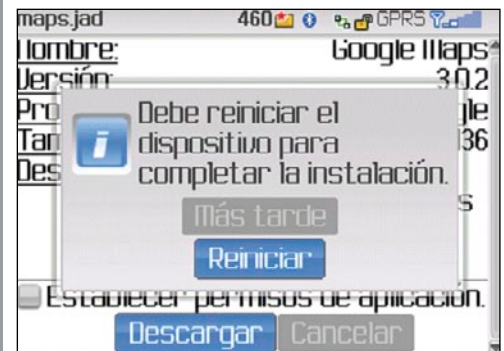 maps.jad 460 GPRS
Nombre: Google Maps
Versión: 3.0.2
Debe reiniciar el
dispositivo para
completar la instalación.
Más tarde
Reiniciar
Establecer permisos de aplicación.
Descargar Cancelar